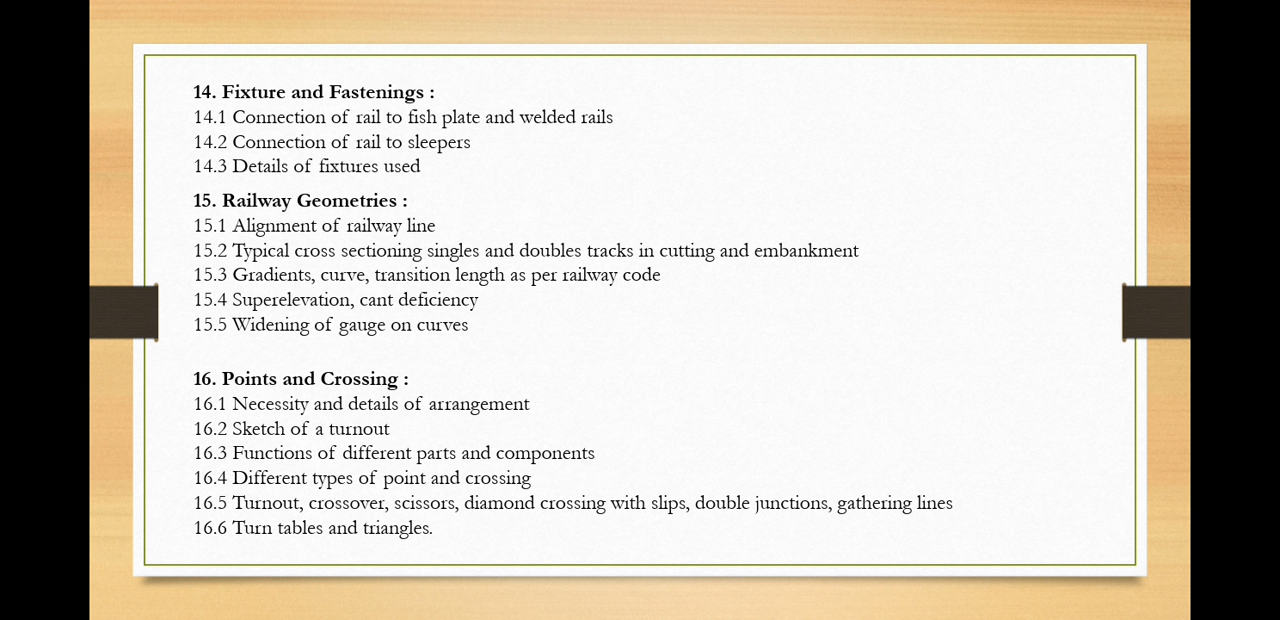 14. Fixture and Fastenings :
14.1 Connection of rail to fish plate and welded rails
14.2 Connection of rail to sleepers
14.3 Details of fixtures used
15. Railway Geometries :
15.1 Alignment of railway line
15.2 Typical cross sectioning singles and doubles tracks in cutting and embankment
15.3 Gradients, curve, transition length as per railway code
15.4 Superelevation, cant deficiency
15.5 Widening of gauge on curves
16. Points and Crossing :
16.1 Necessity and details of arrangement
16.2 Sketch of a turnout
16.3 Functions of different parts and components
16.4 Different types of point and crossing
16.5 Turnout, crossover, scissors, diamond crossing with slips, double junctions, gathering lines
16.6 Turn tables and triangles.